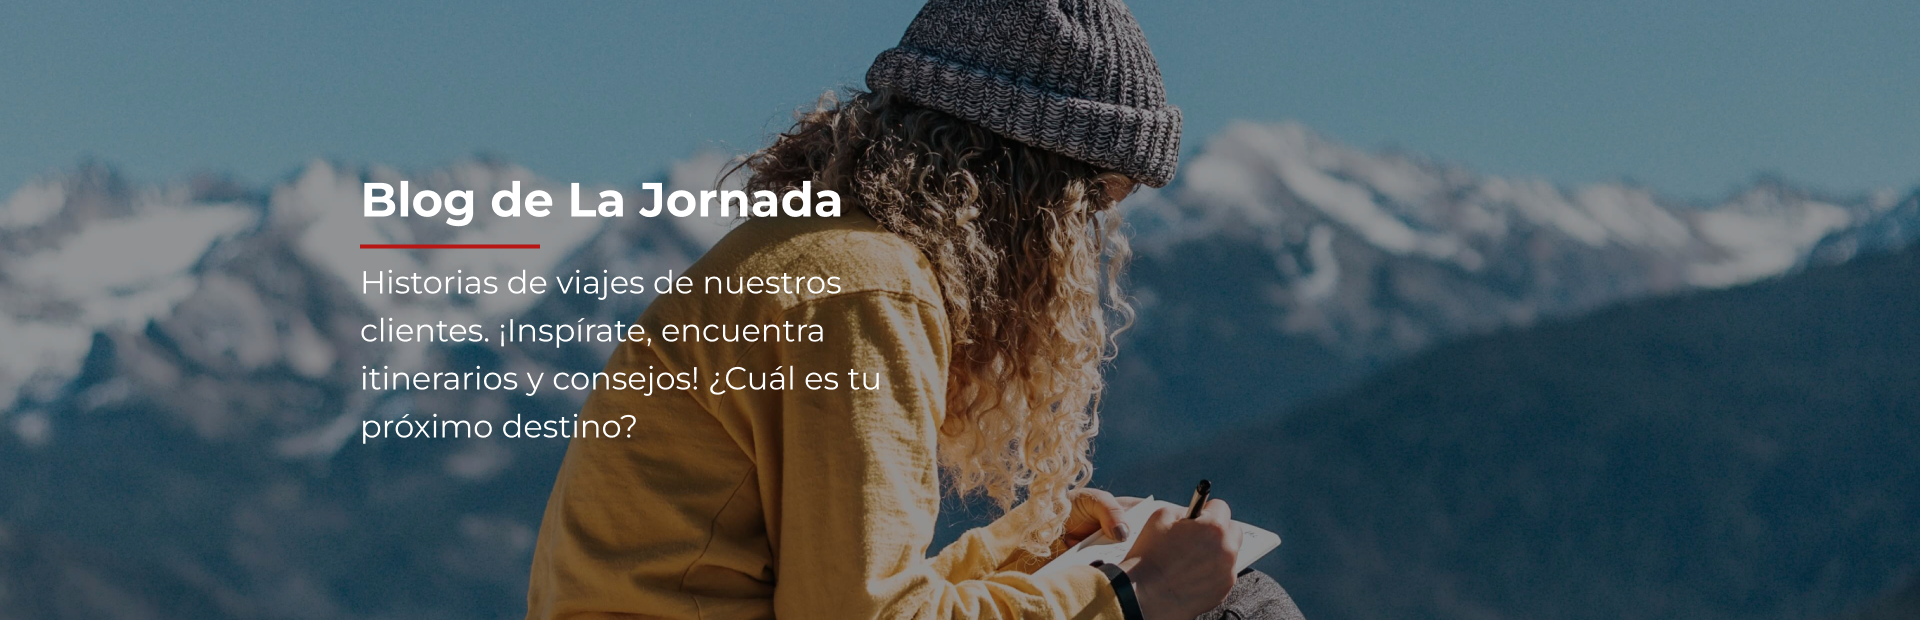 Blog de La Jornada
Historias de viajes de nuestros
clientes. ¡Inspírate, encuentra
itinerarios y consejos! ¿Cuál es tu
próximo destino?